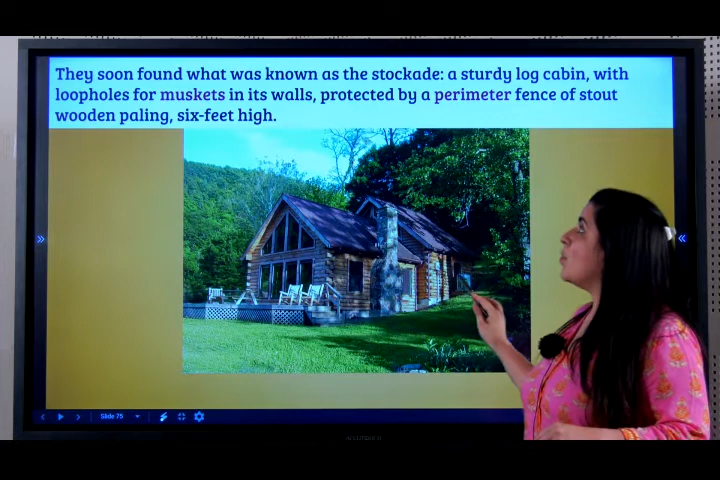 They soon found what was known as the stockade: a sturdy log cabin, with
loopholes for muskets in its walls, protected by a perimeter fence of stout
wooden paling, six-feet high.
Slide 75